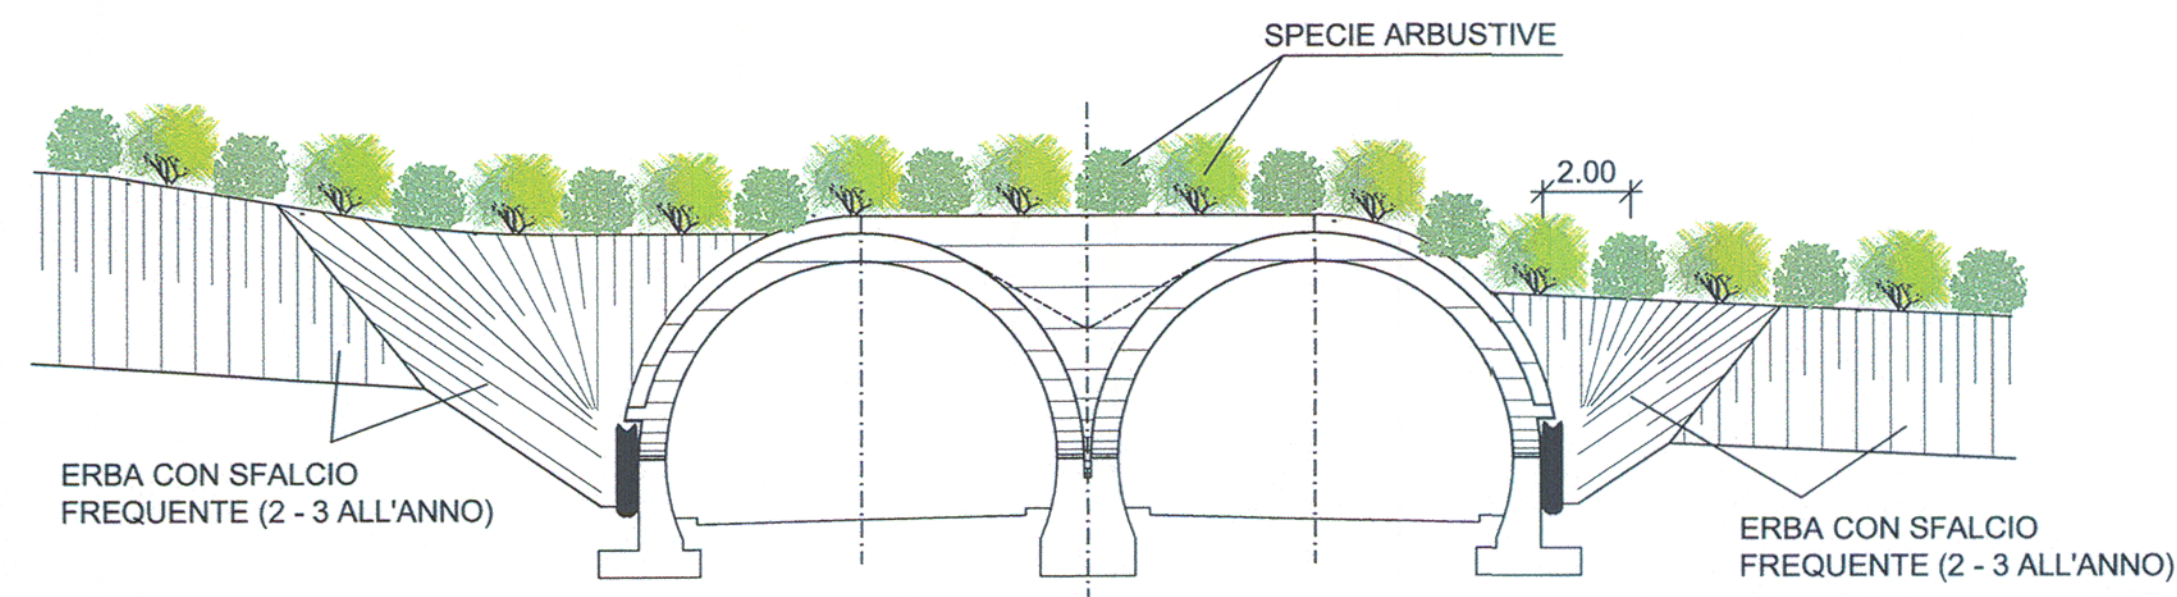 SPECIE ARBUSTIVE
2.00
ERBA CON SFALCIO
FREQUENTE (2 - 3 ALL'ANNO)
ERBA CON SFALCIO
FREQUENTE (2 - 3 ALL'ANNO)